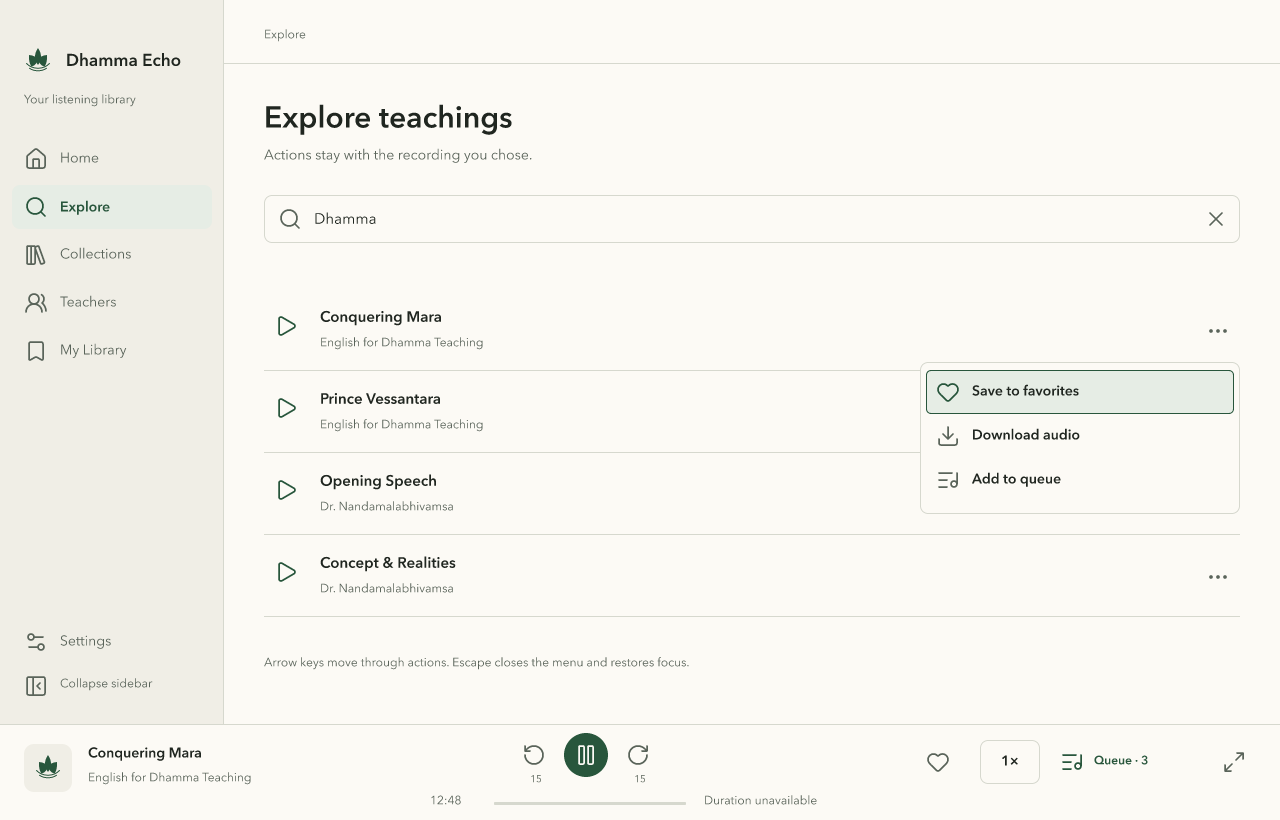 Dhamma Echo
Your listening library
Home
Explore
Collections
Teachers
My Library
Settings
Collapse sidebar
Explore
Explore teachings
Actions stay with the recording you chose.
Dhamma
Conquering Mara
English for Dhamma Teaching
Prince Vessantara
English for Dhamma Teaching
Opening Speech
Dr. Nandamalabhivamsa
Concept & Realities
Dr. Nandamalabhivamsa
Save to favorites
Download audio
Add to queue
Arrow keys move through actions. Escape closes the menu and restores focus.
Conquering Mara
English for Dhamma Teaching
15
15
12:48
Duration unavailable
1×
Queue · 3